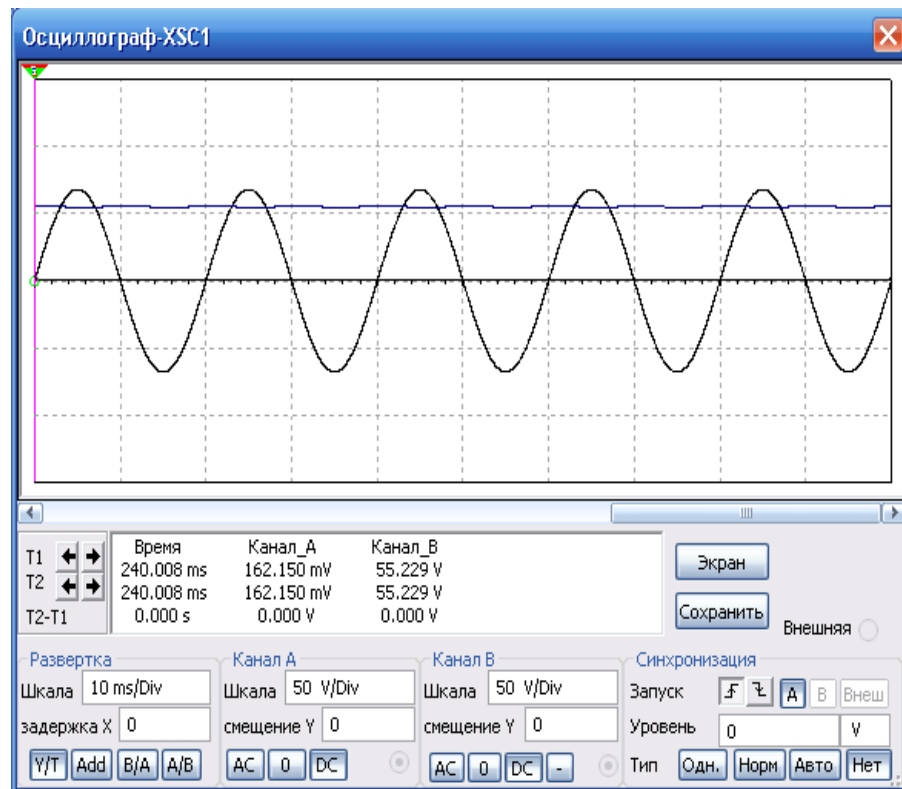 Осциллограф-XSC1
Время Канал_A Канал_B
T1 240.008 ms 162.150 mV 55.229 V
T2 240.008 ms 162.150 mV 55.229 V
T2-T1 0.000 s 0.000 V 0.000 V
Экран
Сохранить
Внешняя
Развертка
Шкала 10 ms/Div
задержка X 0
Y/T Add B/A A/B
Канал A
Шкала 50 V/Div
смещение Y 0
AC 0 DC
Канал B
Шкала 50 V/Div
смещение Y 0
AC 0 DC -
Синхронизация
Запуск A B Внеш
Уровень 0 V
Тип Одн. Норм Авто Нет